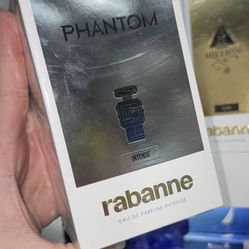 PHANTOM
INTENSE
rabanne
EAU DE PARFUM INTENSE
MILLION
rabanne